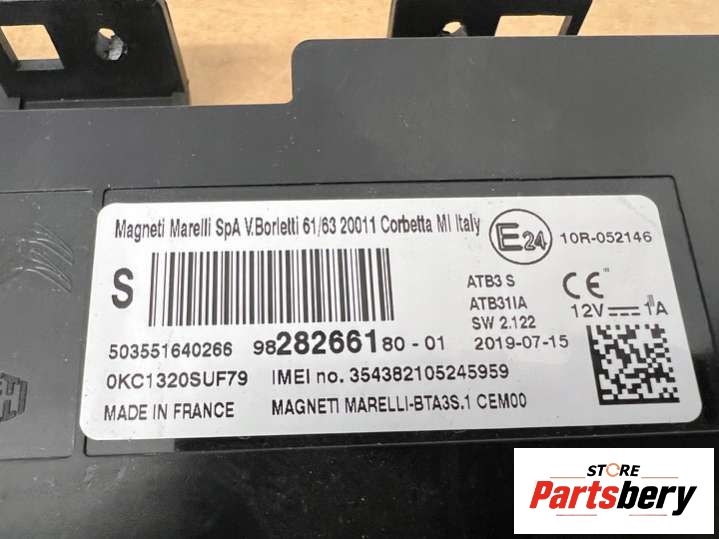 Magneti Marelli SpA V.Borletti 61/63 20011 Corbetta MI Italy
E24
10R-052146
S
ATB3 S
ATB31IA
SW 2.122
CE
12V 1A
503551640266
9828266180-01
2019-07-15
0KC1320SUF79
IMEI no. 354382105245959
MADE IN FRANCE
MAGNETI MARELLI-BTA3S.1 CEM00
STORE
Partsbery